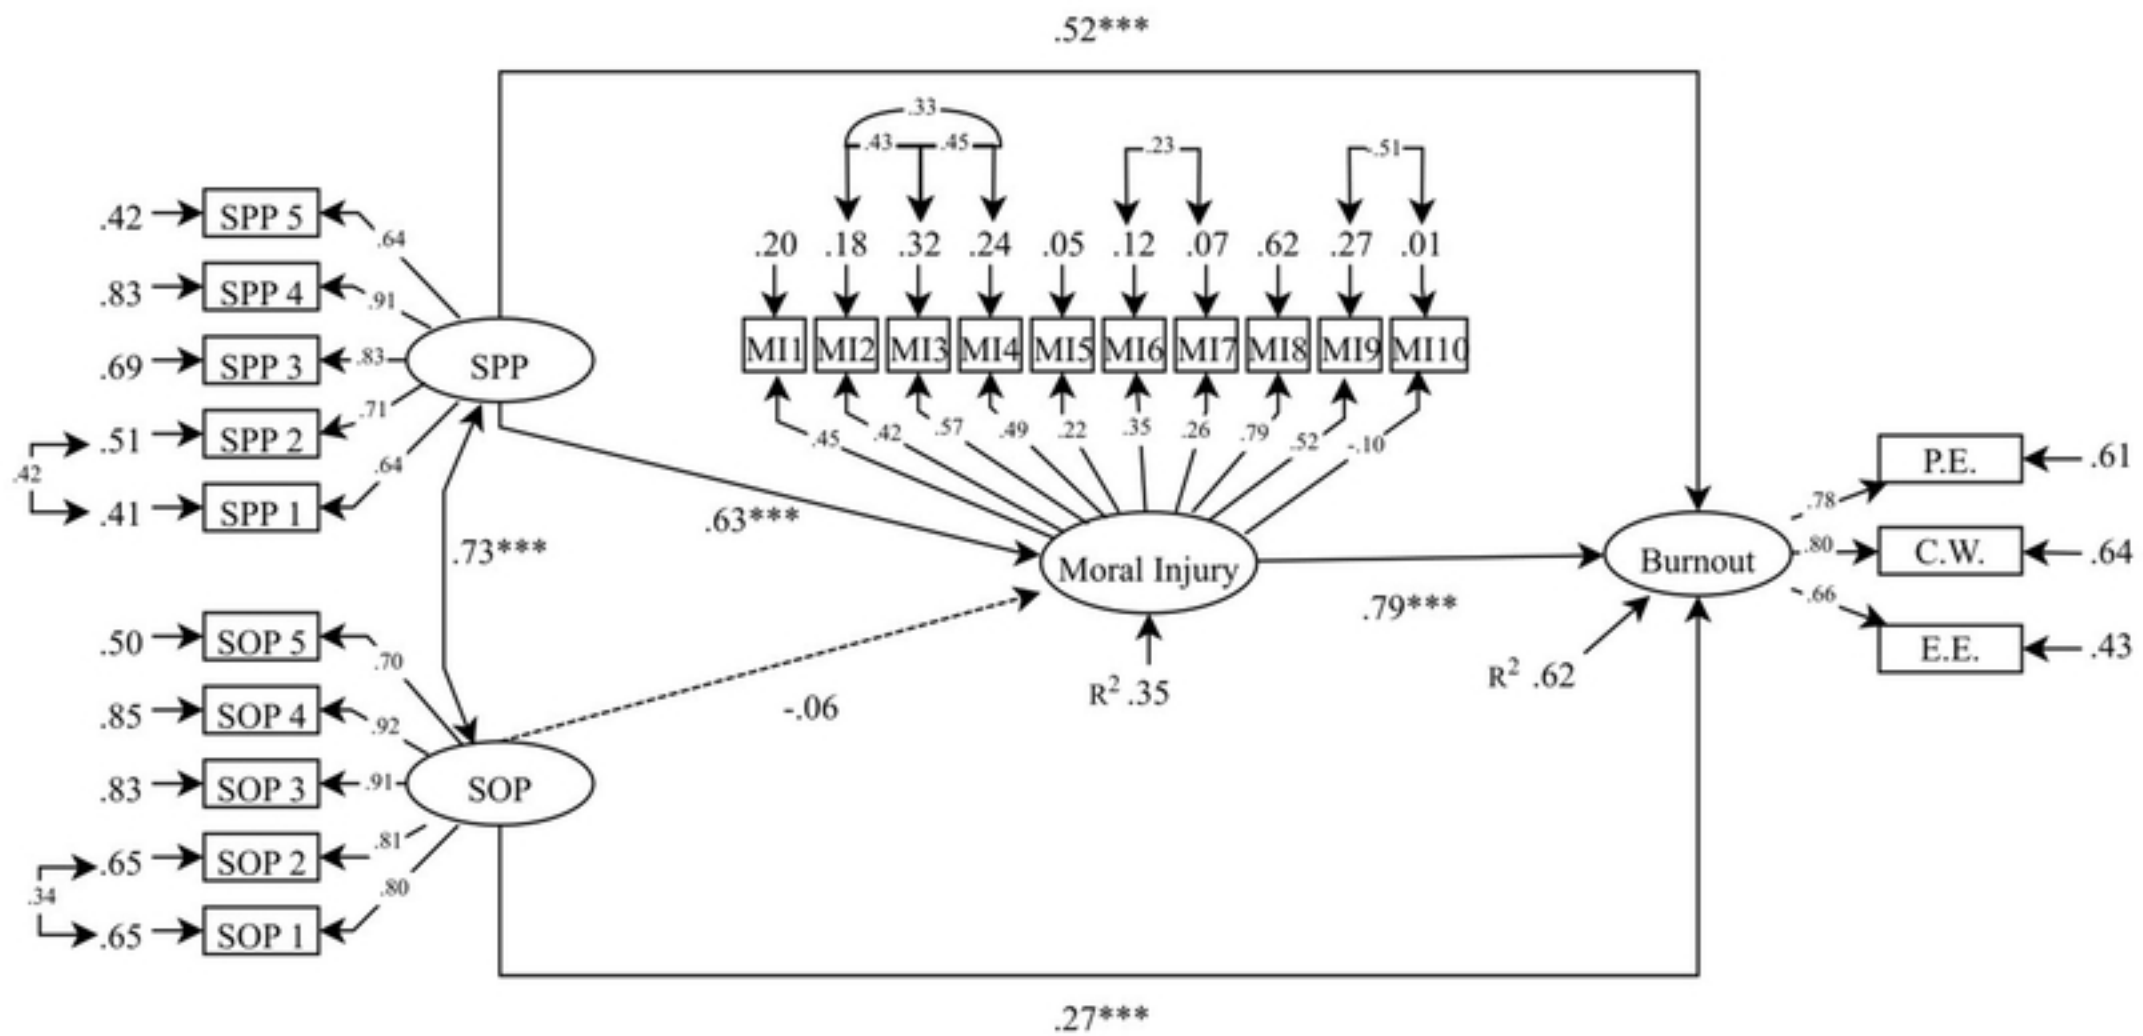 .52***
.33
.43 .45 .23 -.51
.20 .18 .32 .24 .05 .12 .07 .62 .27 .01
MI1 MI2 MI3 MI4 MI5 MI6 MI7 MI8 MI9 MI10
.45 .42 .57 .49 .22 .35 .26 .79 .52 -.10
.42 SPP 5 .64
.83 SPP 4 .91
.69 SPP 3 .83 SPP
.51 SPP 2 .71
.42
.41 SPP 1 .64
.73***
.63***
Moral Injury
R² .35
-.06
.79***
Burnout
R² .62
.78 P.E. .61
.80 C.W. .64
.66 E.E. .43
.50 SOP 5 .70
.85 SOP 4 .92
.83 SOP 3 .91 SOP
.65 SOP 2 .81
.34
.65 SOP 1 .80
.27***